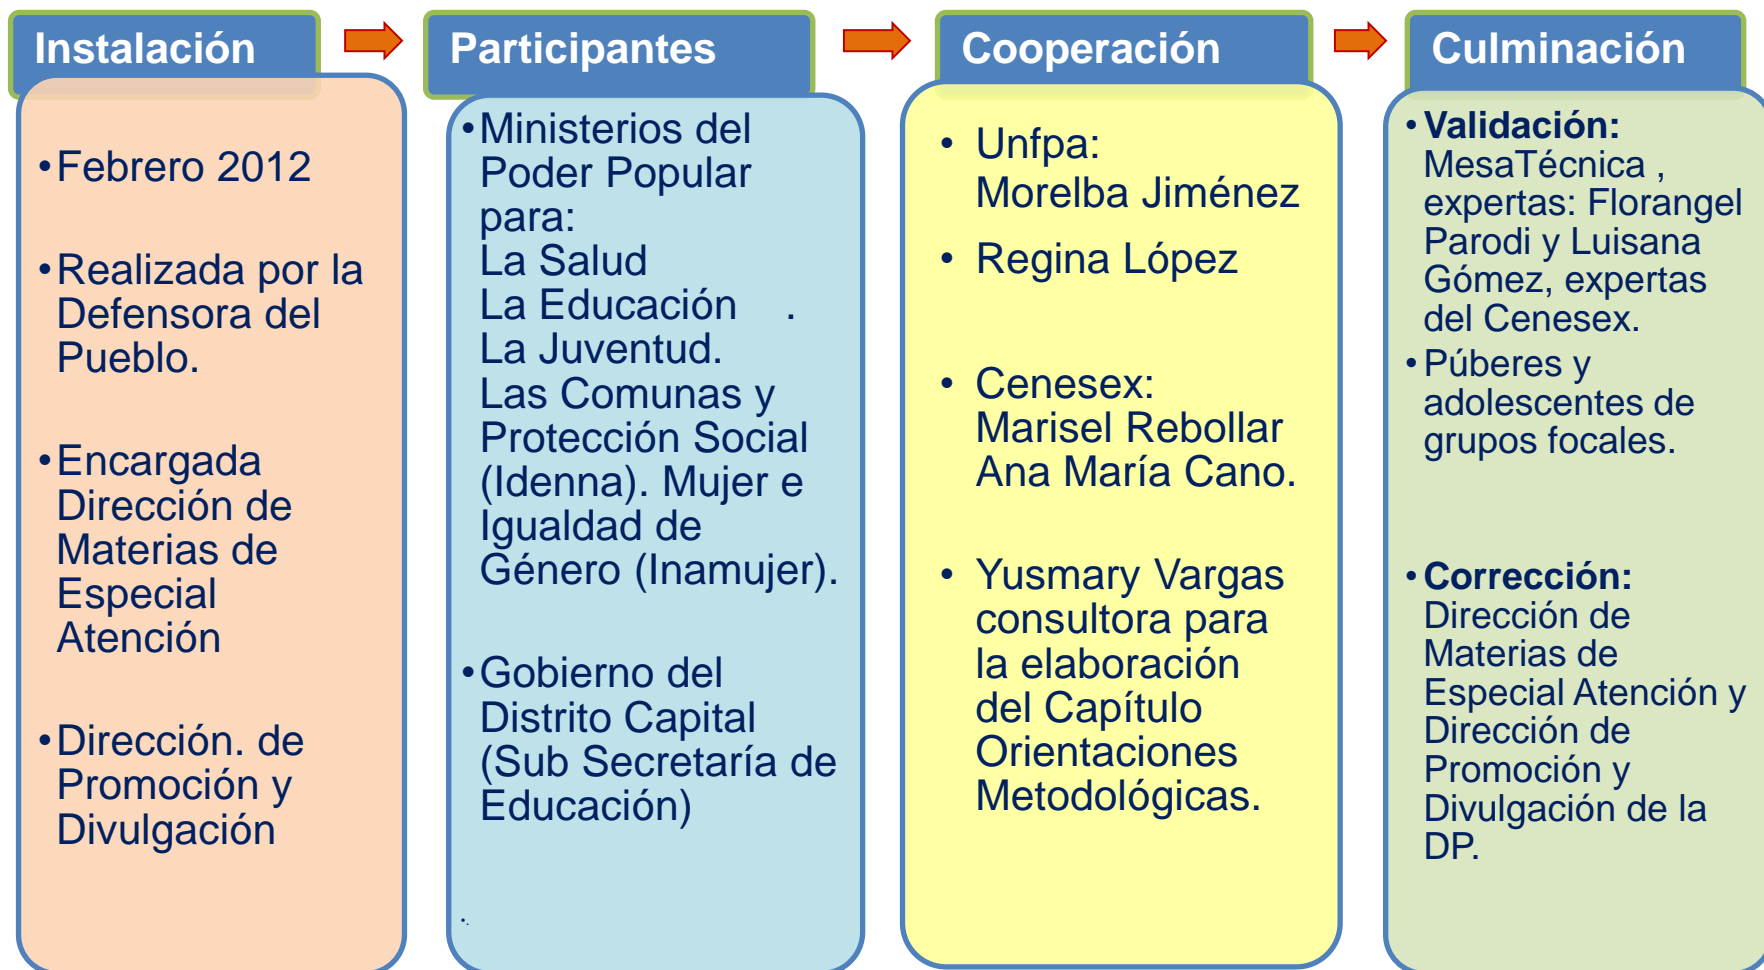 Instalación
•Febrero 2012
•Realizada por la
Defensora del
Pueblo.
•Encargada
Dirección de
Materias de
Especial
Atención
•Dirección. de
Promoción y
Divulgación
Participantes
•Ministerios del
Poder Popular
para:
La Salud
La Educación .
La Juventud.
Las Comunas y
Protección Social
(Idenna). Mujer e
Igualdad de
Género (Inamujer).
•Gobierno del
Distrito Capital
(Sub Secretaría de
Educación)
•.
Cooperación
• Unfpa:
Morelba Jiménez
• Regina López
• Cenesex:
Marisel Rebollar
Ana María Cano.
• Yusmary Vargas
consultora para
la elaboración
del Capítulo
Orientaciones
Metodológicas.
Culminación
• Validación:
MesaTécnica ,
expertas: Florangel
Parodi y Luisana
Gómez, expertas
del Cenesex.
• Púberes y
adolescentes de
grupos focales.
• Corrección:
Dirección de
Materias de
Especial Atención y
Dirección de
Promoción y
Divulgación de la
DP.